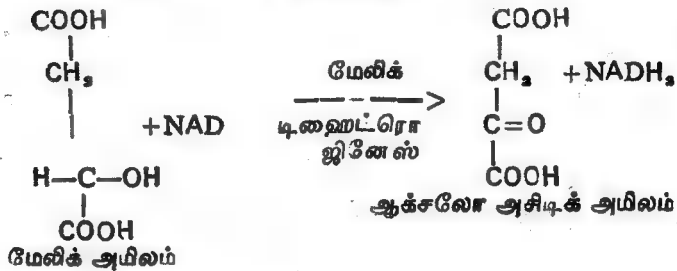 COOH
CH₂
+NAD
H—C—OH
COOH
மேலிக் அமிலம்
மேலிக்
டிஹைட்ரொ
ஜினேஸ்
COOH
CH₂ +NADH₂
C=O
COOH
ஆக்சலோ அசிடிக் அமிலம்